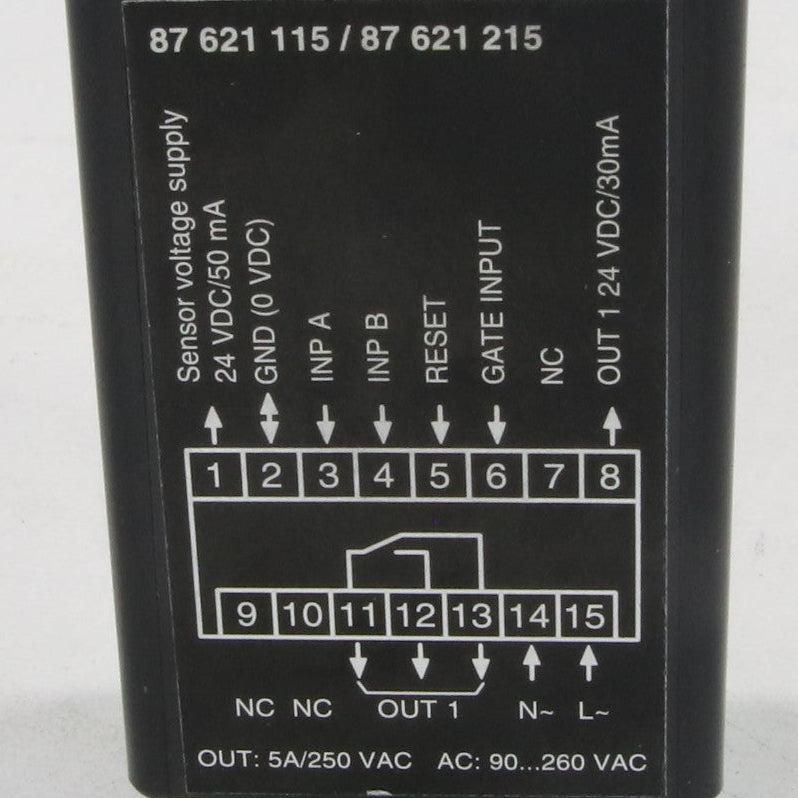 87 621 115 / 87 621 215
Sensor voltage supply
24 VDC/50 mA
GND (0 VDC)
INP A
INP B
RESET
GATE INPUT
NC
OUT 1 24 VDC/30mA
1 2 3 4 5 6 7 8
9 10 11 12 13 14 15
NC NC OUT 1 N~ L~
OUT: 5A/250 VAC AC: 90...260 VAC